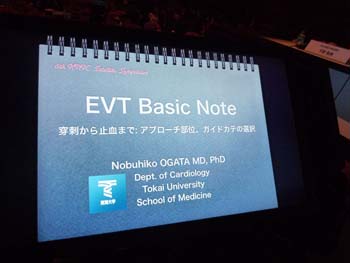 EVT Basic Note
穿刺から止血まで: アプローチ部位、ガイドカテの選択
Nobuhiko OGATA MD, PhD
Dept. of Cardiology
Tokai University
School of Medicine
東海大学